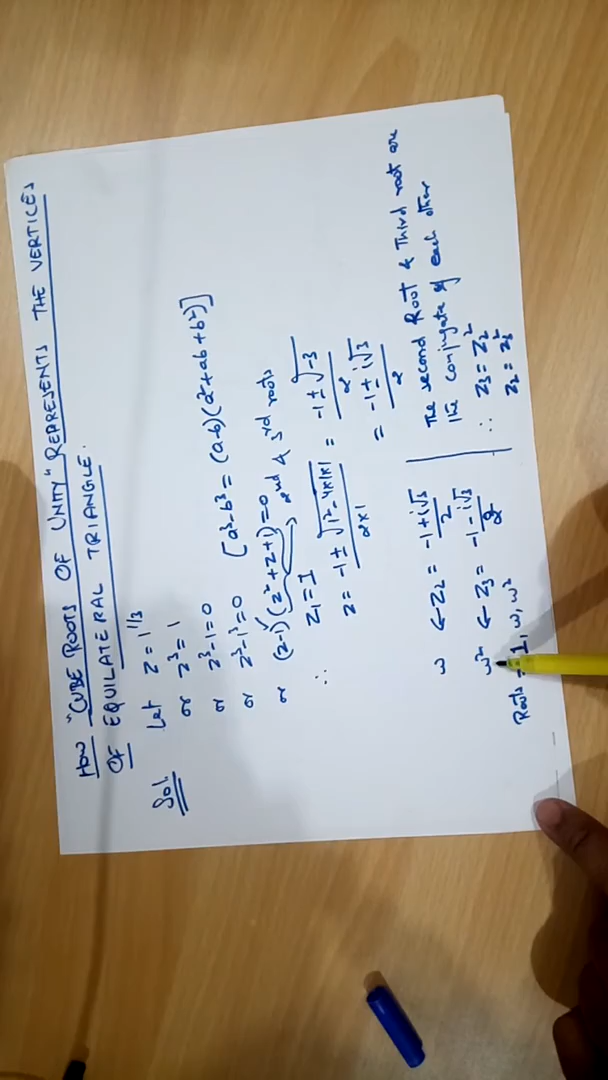 How "CUBE ROOTS OF UNITY" REPRESENTS THE VERTICES
OF EQUILATERAL TRIANGLE.
Sol. Let z = 1^(1/3)
or z³ = 1
or z³-1=0
or z³-1³=0 [a³-b³ = (a-b)(a²+ab+b²)]
or (z-1)(z²+z+1)=0
2nd & 3rd roots
∴ z₁=1
z = (-1 ± √(1²-4×1×1))/(2×1) = (-1 ± √-3)/2
= (-1 ± i√3)/2
ω ← z₂ = (-1+i√3)/2
ω² ← z₃ = (-1-i√3)/2
Roots = 1, ω, ω²
The second Root & Third root are
the conjugate of each other
∴ z₃ = z₂²
z₂ = z₃²